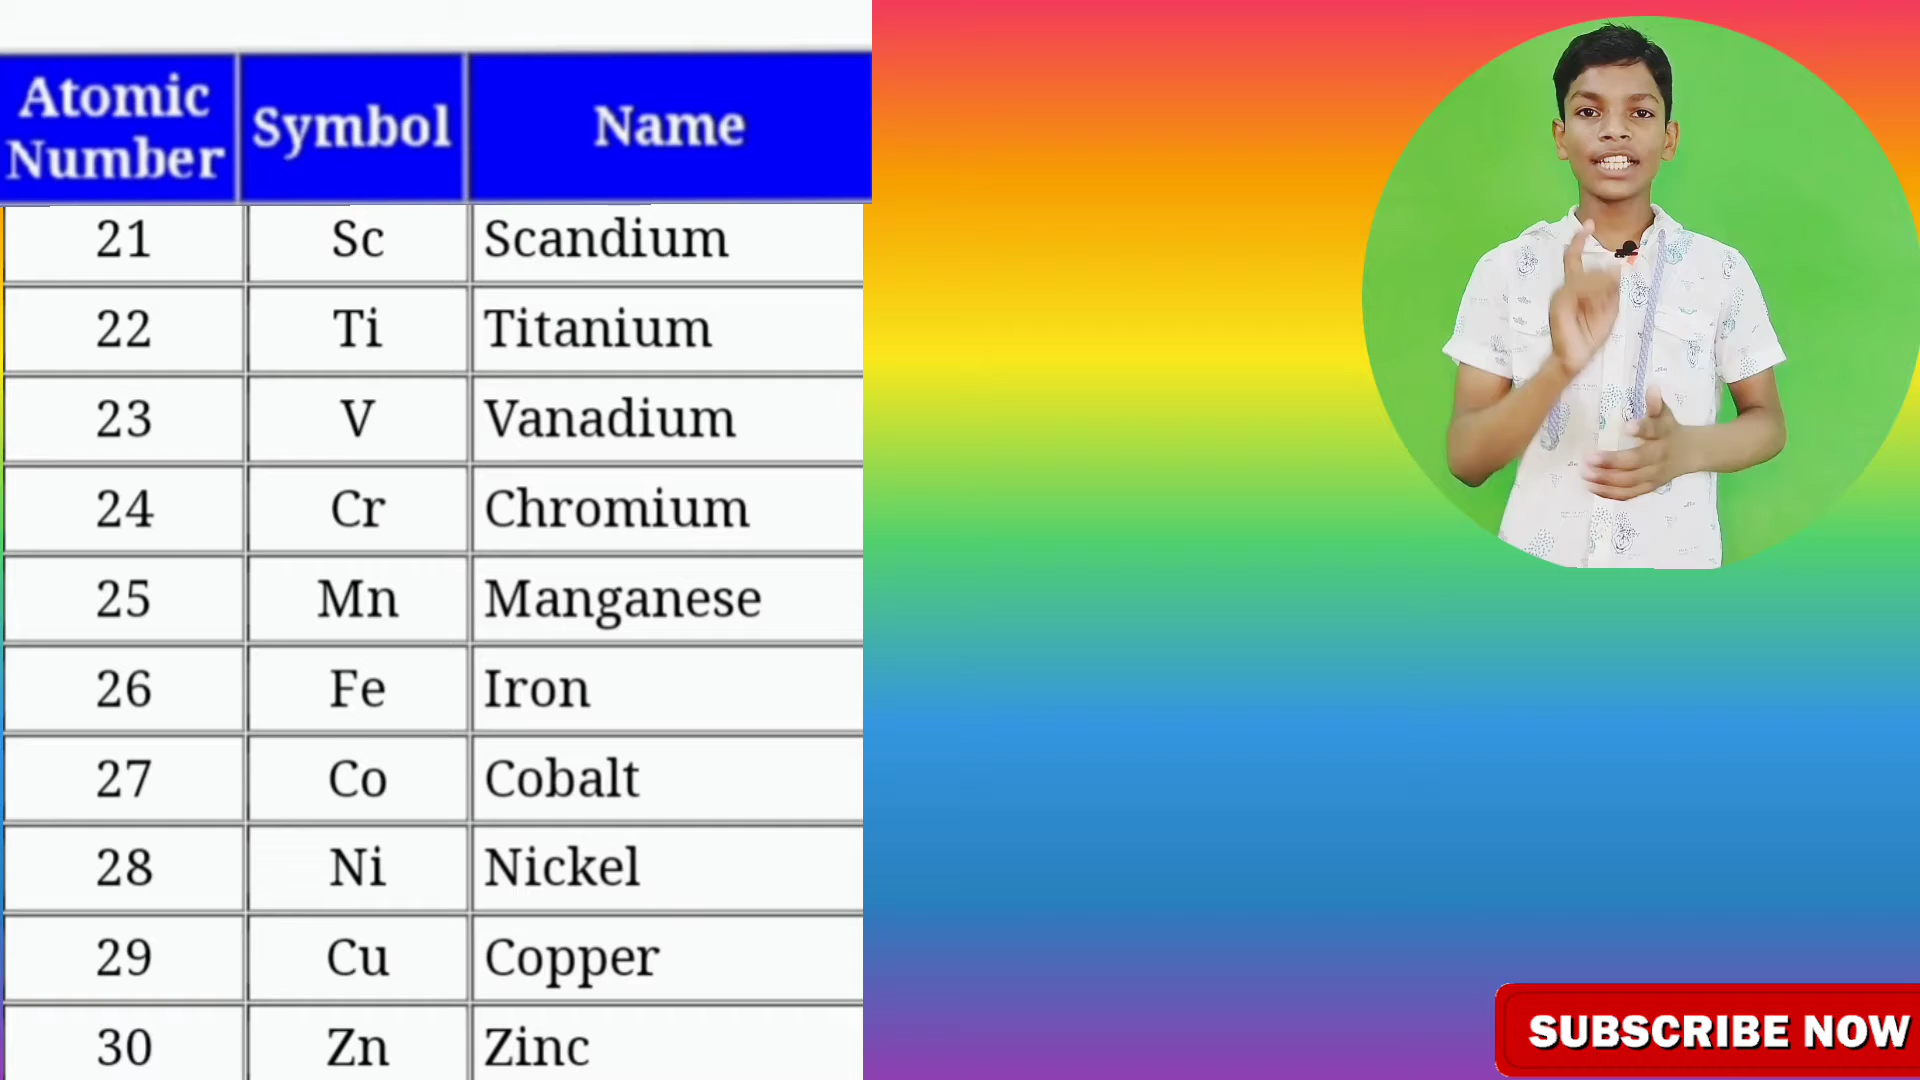 Atomic Number Symbol Name
21 Sc Scandium
22 Ti Titanium
23 V Vanadium
24 Cr Chromium
25 Mn Manganese
26 Fe Iron
27 Co Cobalt
28 Ni Nickel
29 Cu Copper
30 Zn Zinc
SUBSCRIBE NOW